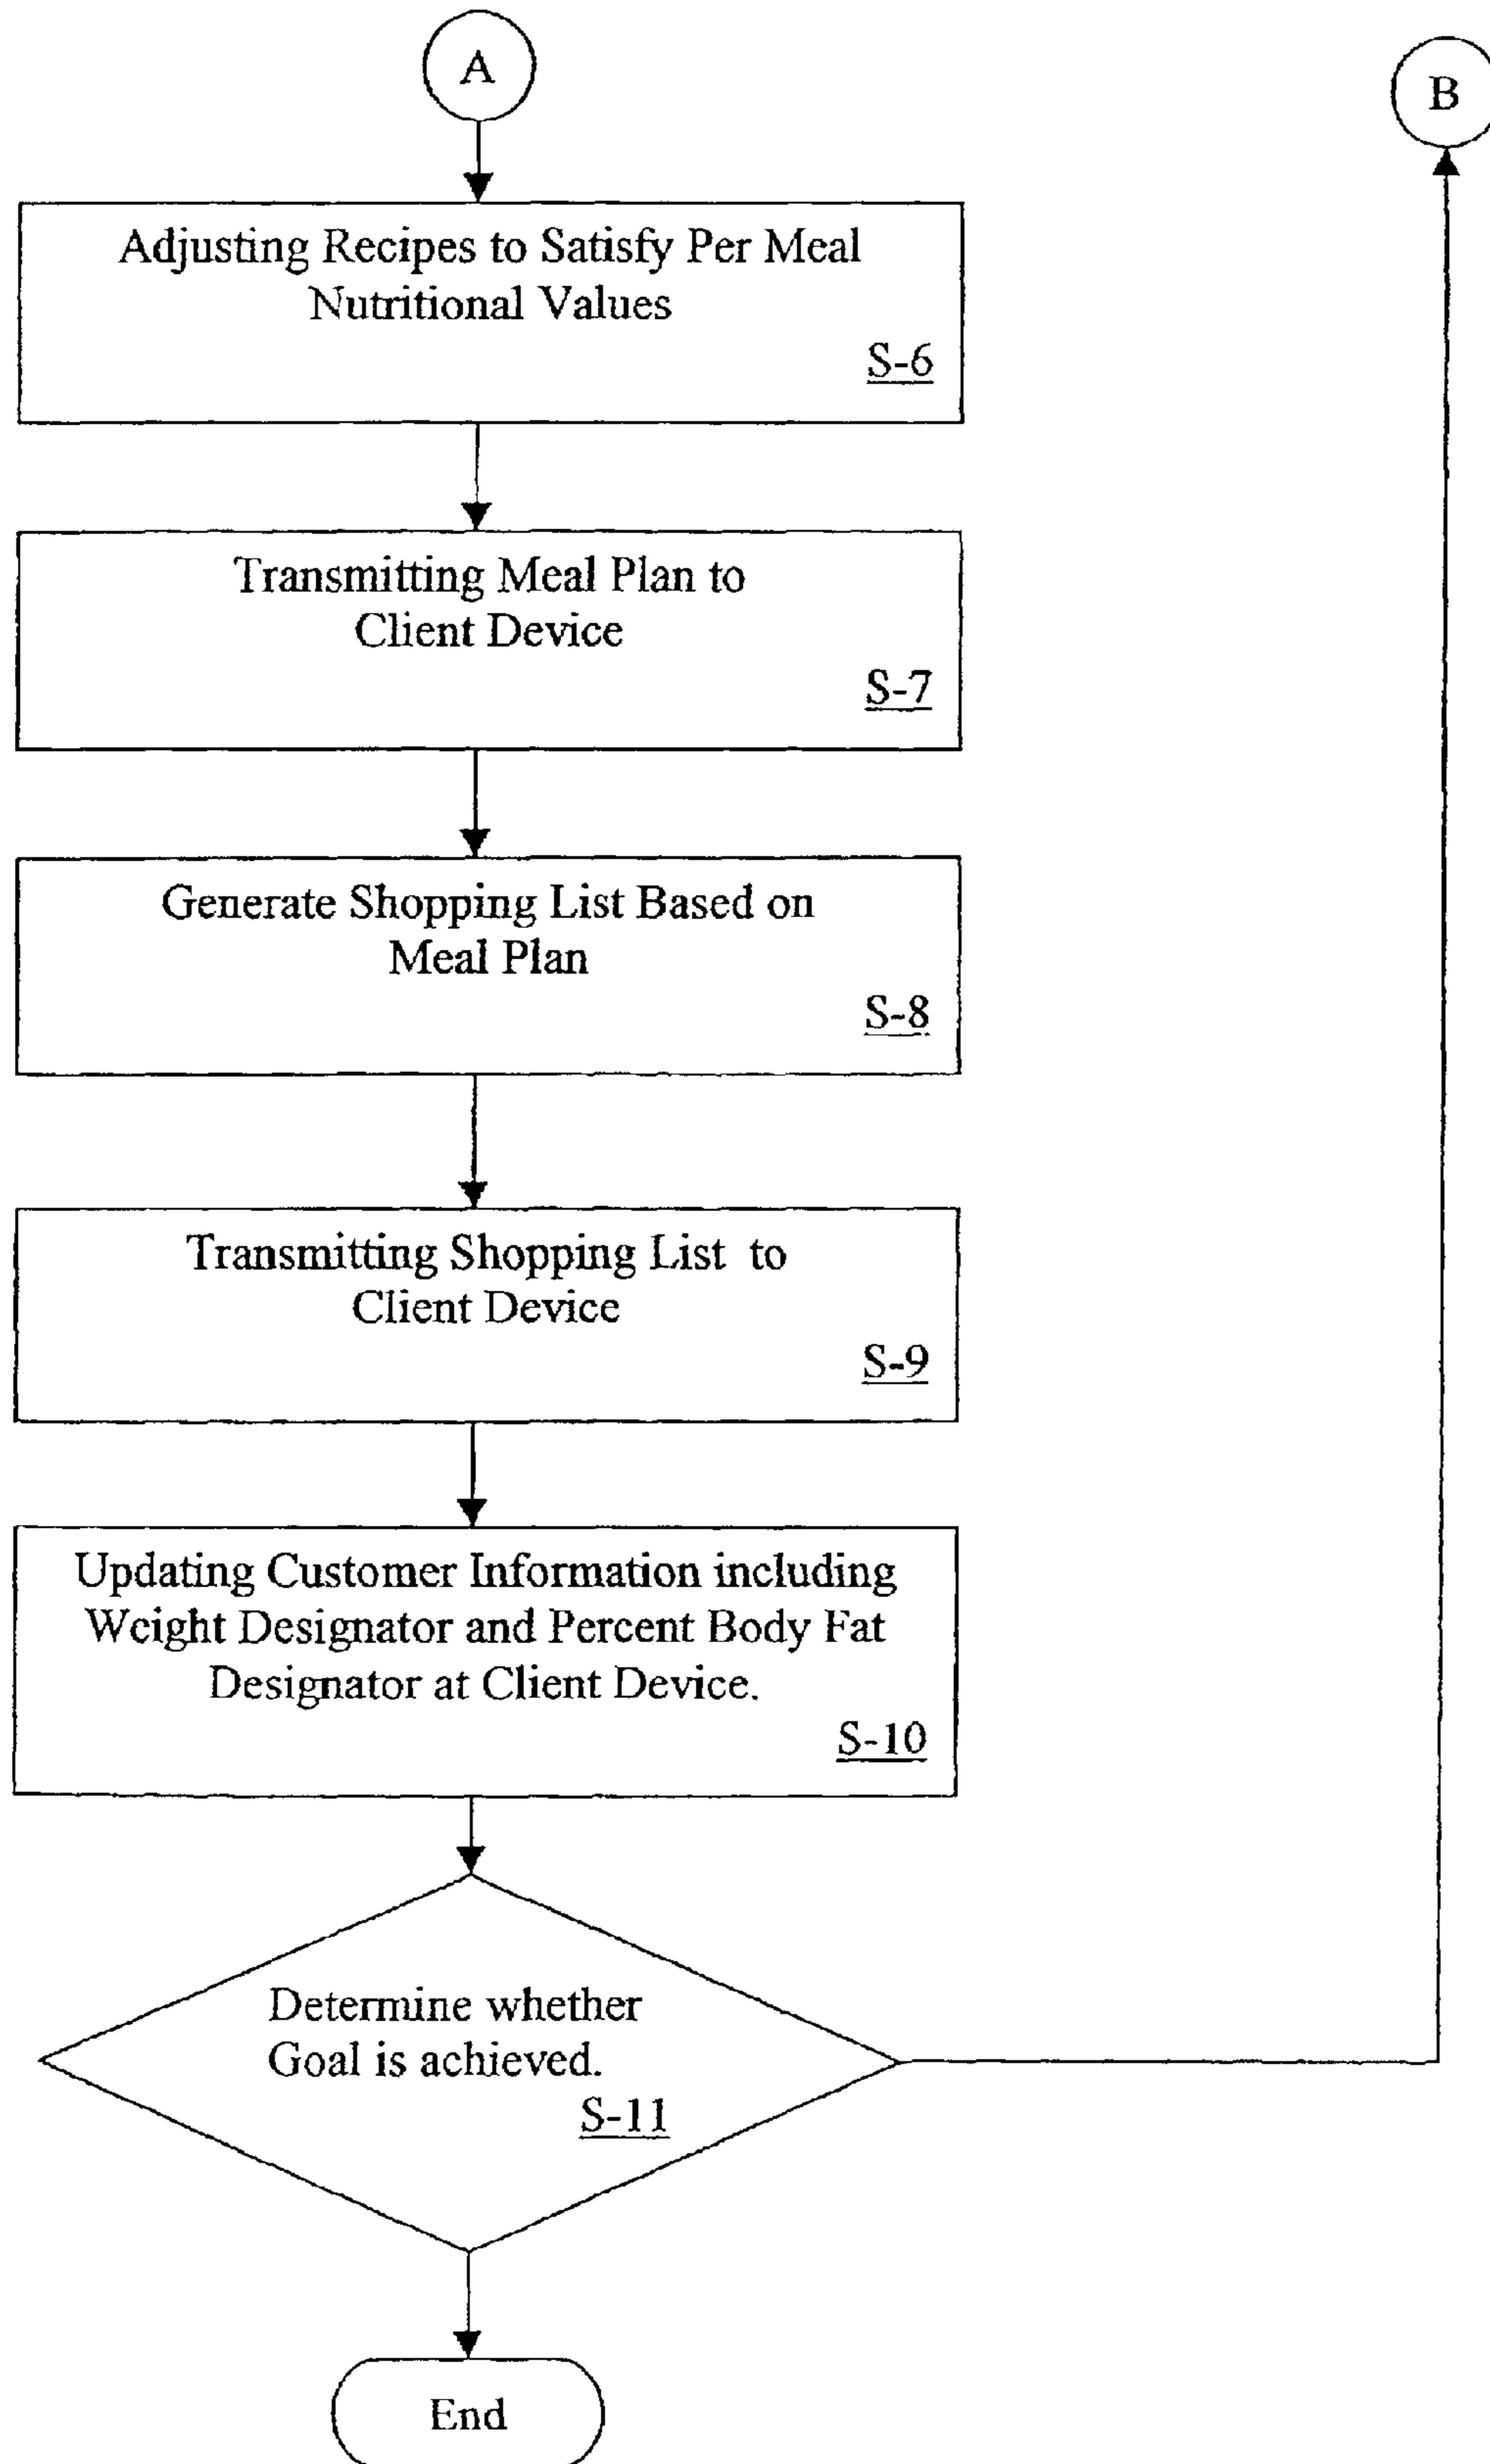 A
B
Adjusting Recipes to Satisfy Per Meal
Nutritional Values
S-6
Transmitting Meal Plan to
Client Device
S-7
Generate Shopping List Based on
Meal Plan
S-8
Transmitting Shopping List to
Client Device
S-9
Updating Customer Information including
Weight Designator and Percent Body Fat
Designator at Client Device.
S-10
Determine whether
Goal is achieved.
S-11
End